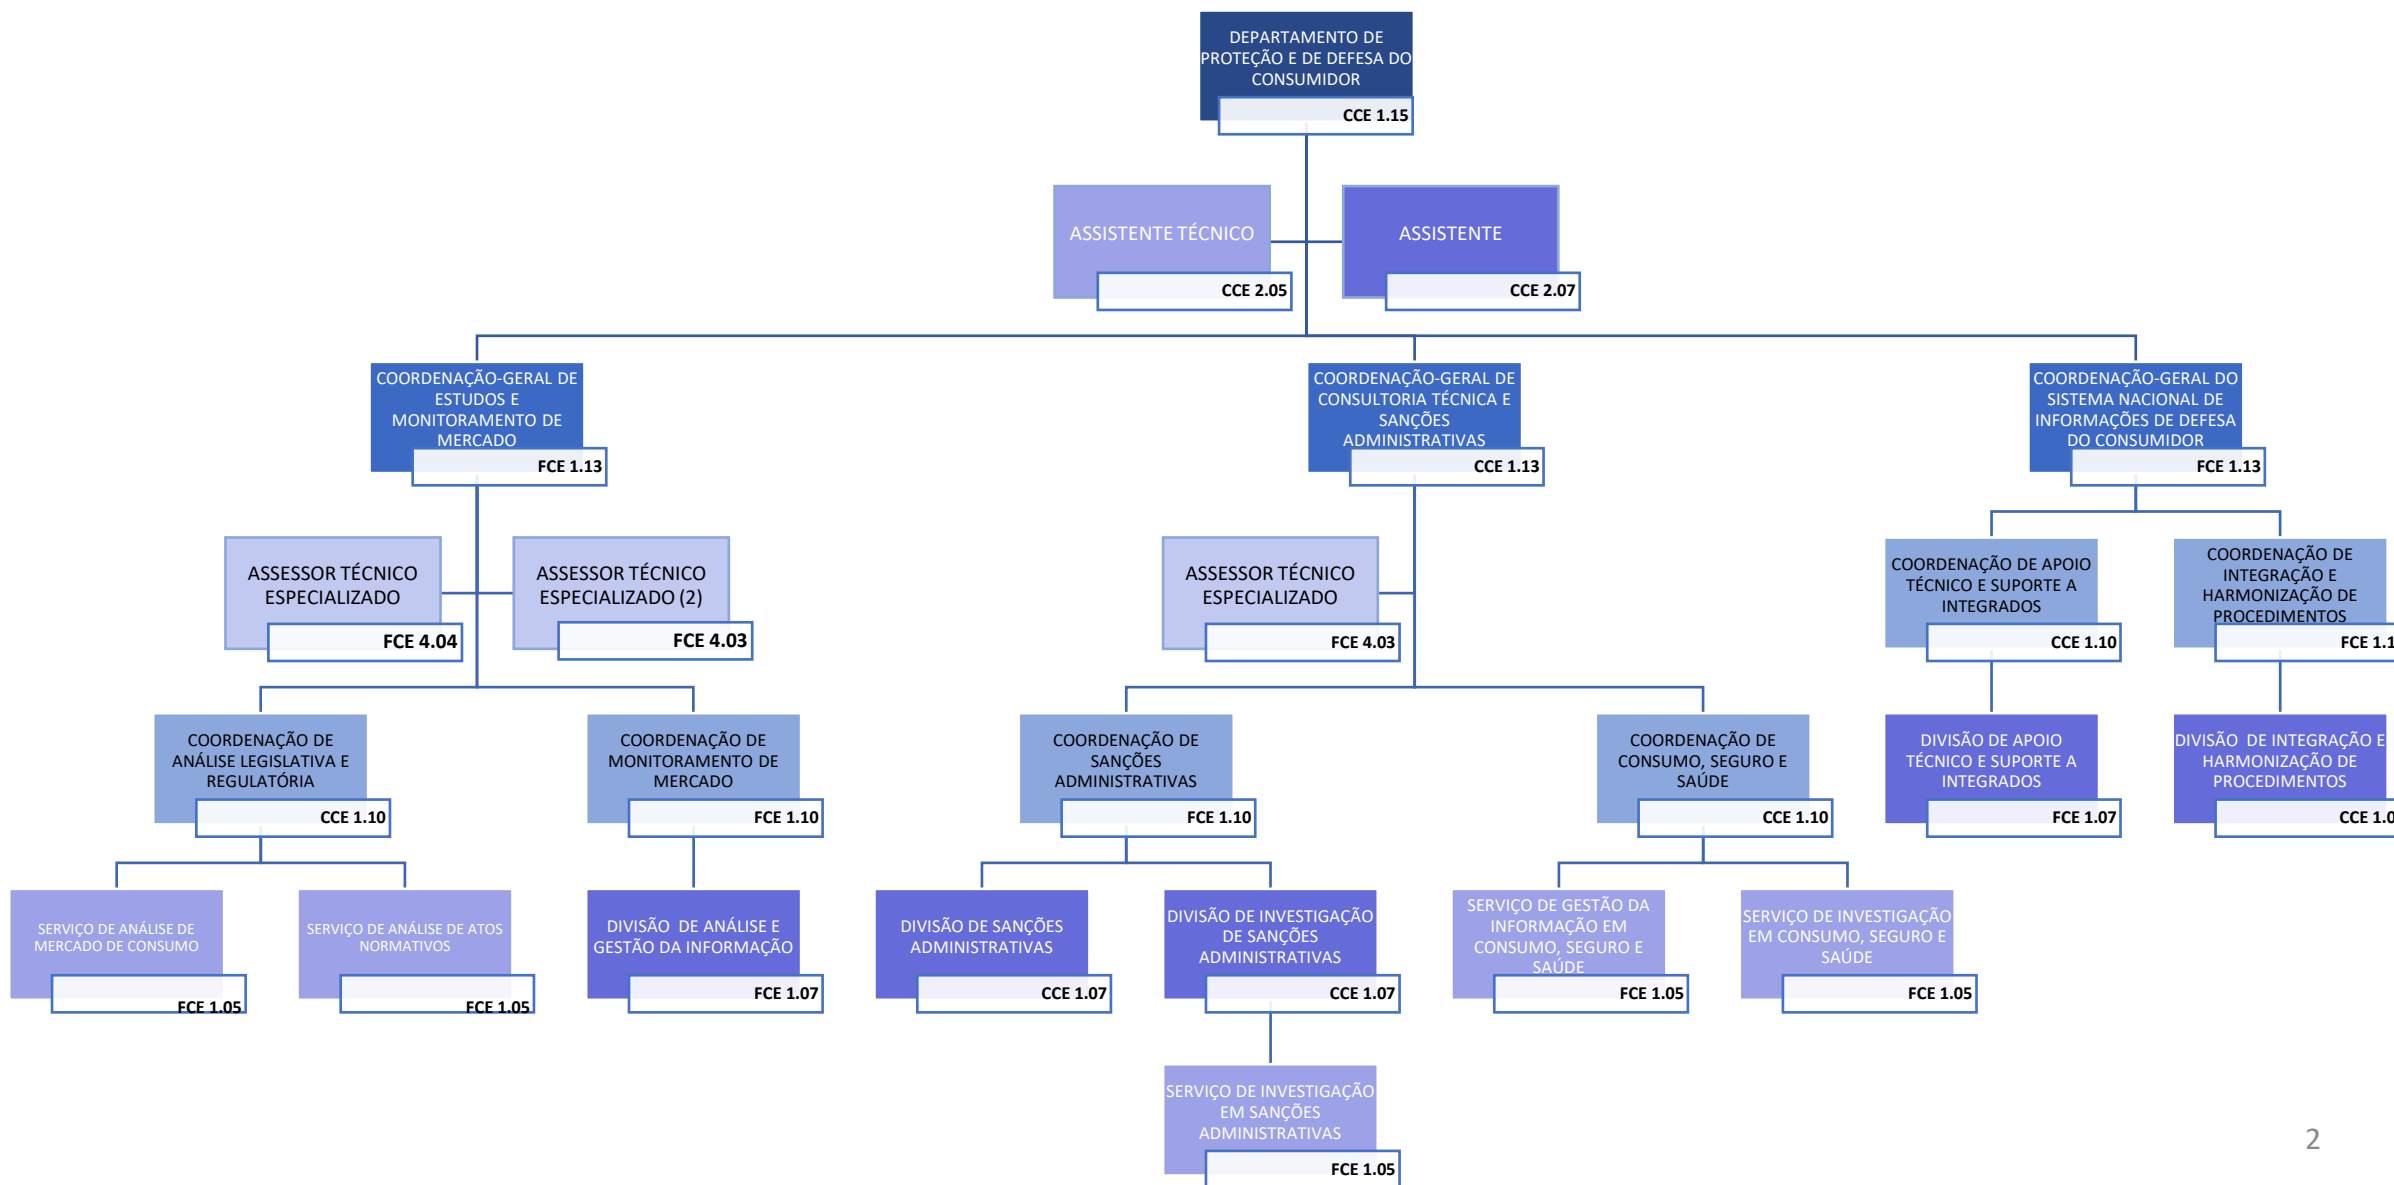 DEPARTAMENTO DE
PROTEÇÃO E DE DEFESA DO
CONSUMIDOR
CCE 1.15
ASSISTENTE TÉCNICO
CCE 2.05
ASSISTENTE
CCE 2.07
COORDENAÇÃO-GERAL DE
ESTUDOS E
MONITORAMENTO DE
MERCADO
FCE 1.13
COORDENAÇÃO-GERAL DE
CONSULTORIA TÉCNICA E
SANÇÕES
ADMINISTRATIVAS
CCE 1.13
COORDENAÇÃO-GERAL DO
SISTEMA NACIONAL DE
INFORMAÇÕES DE DEFESA
DO CONSUMIDOR
FCE 1.13
ASSESSOR TÉCNICO
ESPECIALIZADO
FCE 4.04
ASSESSOR TÉCNICO
ESPECIALIZADO (2)
FCE 4.03
ASSESSOR TÉCNICO
ESPECIALIZADO
FCE 4.03
COORDENAÇÃO DE APOIO
TÉCNICO E SUPORTE A
INTEGRADOS
CCE 1.10
COORDENAÇÃO DE
INTEGRAÇÃO E
HARMONIZAÇÃO DE
PROCEDIMENTOS
FCE 1.1
COORDENAÇÃO DE
ANÁLISE LEGISLATIVA E
REGULATÓRIA
CCE 1.10
COORDENAÇÃO DE
MONITORAMENTO DE
MERCADO
FCE 1.10
COORDENAÇÃO DE
SANÇÕES
ADMINISTRATIVAS
FCE 1.10
COORDENAÇÃO DE
CONSUMO, SEGURO E
SAÚDE
CCE 1.10
DIVISÃO DE APOIO
TÉCNICO E SUPORTE A
INTEGRADOS
FCE 1.07
DIVISÃO DE INTEGRAÇÃO E
HARMONIZAÇÃO DE
PROCEDIMENTOS
CCE 1.0
SERVIÇO DE ANÁLISE DE
MERCADO DE CONSUMO
FCE 1.05
SERVIÇO DE ANÁLISE DE ATOS
NORMATIVOS
FCE 1.05
DIVISÃO DE ANÁLISE E
GESTÃO DA INFORMAÇÃO
FCE 1.07
DIVISÃO DE SANÇÕES
ADMINISTRATIVAS
CCE 1.07
DIVISÃO DE INVESTIGAÇÃO
DE SANÇÕES
ADMINISTRATIVAS
CCE 1.07
SERVIÇO DE GESTÃO DA
INFORMAÇÃO EM
CONSUMO, SEGURO E
SAÚDE
FCE 1.05
SERVIÇO DE INVESTIGAÇÃO
EM CONSUMO, SEGURO E
SAÚDE
FCE 1.05
SERVIÇO DE INVESTIGAÇÃO
EM SANÇÕES
ADMINISTRATIVAS
FCE 1.05
2